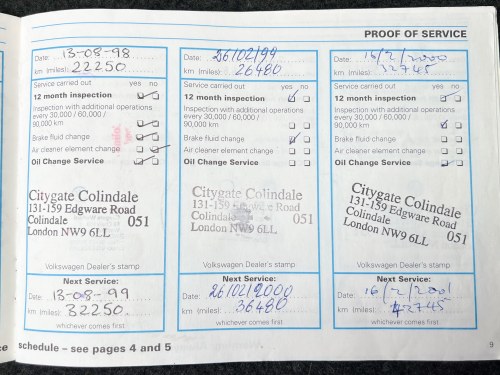 PROOF OF SERVICE
Date: 13-08-98
km (miles): 22250
Service carried out yes no
12 month inspection
Inspection with additional operations
every 30,000 / 60,000 /
90,000 km
Brake fluid change
Air cleaner element change
Oil Change Service
Citygate Colindale
131-159 Edgware Road
Colindale 051
London NW9 6LL
Volkswagen Dealer's stamp
Next Service:
Date: 13-08-99
km (miles): 32250.
whichever comes first
Date: 26/02/99
km (miles): 26480
Service carried out yes no
12 month inspection
Inspection with additional operations
every 30,000 / 60,000 /
90,000 km
Brake fluid change
Air cleaner element change
Oil Change Service
Citygate Colindale
131-159 Edgware Road
Colindale 051
London NW9 6LL
Volkswagen Dealer's stamp
Next Service:
Date: 26/02/2000
km (miles): 36480
whichever comes first
Date: 16/2/2000
km (miles): 32745
Service carried out yes no
12 month inspection
Inspection with additional operations
every 30,000 / 60,000 /
90,000 km
Brake fluid change
Air cleaner element change
Oil Change Service
Citygate Colindale
131-159 Edgware Road
Colindale 051
London NW9 6LL
Volkswagen Dealer's stamp
Next Service:
Date: 16/2/2001
km (miles): 42745
whichever comes first
ce schedule – see pages 4 and 5
9